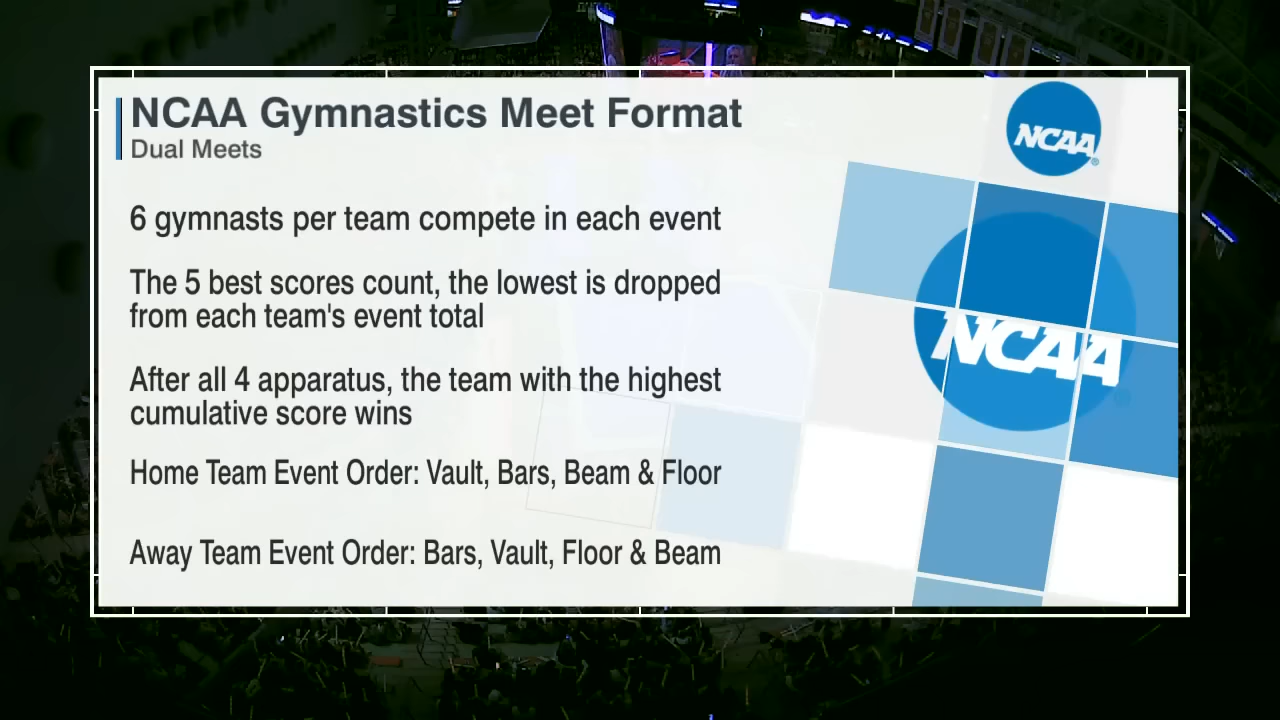 NCAA Gymnastics Meet Format
Dual Meets
NCAA®
6 gymnasts per team compete in each event
The 5 best scores count, the lowest is dropped
from each team's event total
After all 4 apparatus, the team with the highest
cumulative score wins
Home Team Event Order: Vault, Bars, Beam & Floor
Away Team Event Order: Bars, Vault, Floor & Beam
NCAA